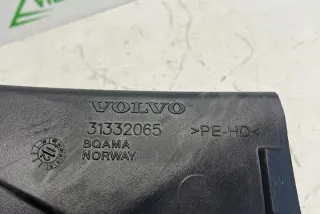 VOLVO
31332065 >PE-HD<
BQAMA
NORWAY